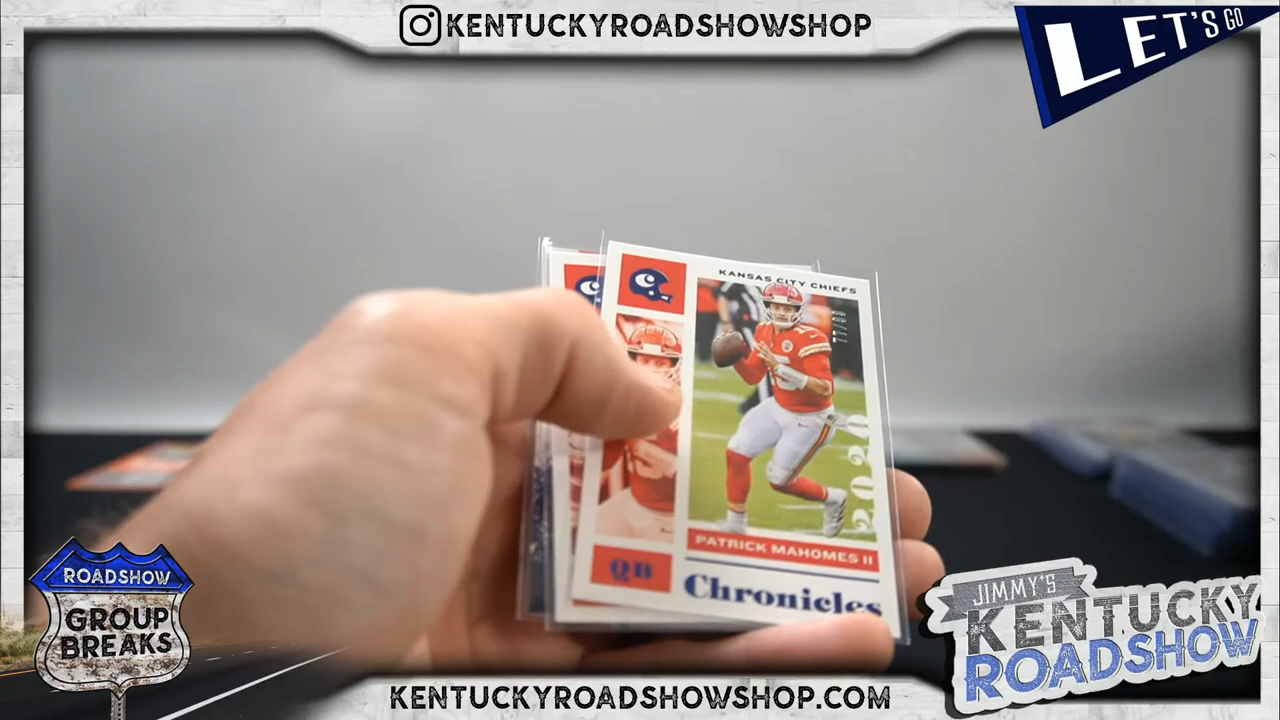 KENTUCKYROADSHOWSHOP
LET'S GO
KANSAS CITY CHIEFS
2020
PATRICK MAHOMES II
QB
Chronicles
ROADSHOW
GROUP
BREAKS
JIMMY'S
KENTUCKY
ROADSHOW
KENTUCKYROADSHOWSHOP.COM